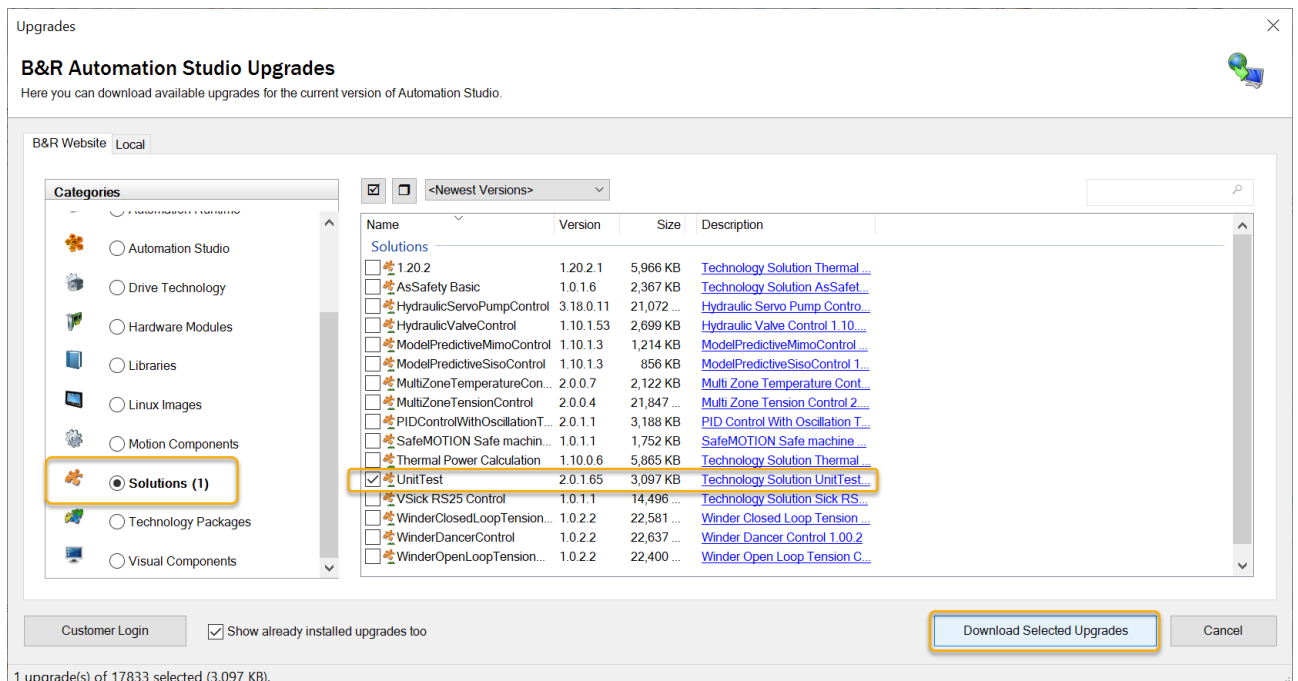 Upgrades
B&R Automation Studio Upgrades
Here you can download available upgrades for the current version of Automation Studio.
B&R Website Local
Categories
<Newest Versions>
Automation Runtime
Automation Studio
Drive Technology
Hardware Modules
Libraries
Linux Images
Motion Components
Solutions (1)
Technology Packages
Visual Components
Name Version Size Description
Solutions
1.20.2 1.20.2.1 5,966 KB Technology Solution Thermal ...
AsSafety Basic 1.0.1.6 2,367 KB Technology Solution AsSafet...
HydraulicServoPumpControl 3.18.0.11 21,072 ... Hydraulic Servo Pump Contro...
HydraulicValveControl 1.10.1.53 2,699 KB Hydraulic Valve Control 1.10....
ModelPredictiveMimoControl 1.10.1.3 1,214 KB ModelPredictiveMimoControl ...
ModelPredictiveSisoControl 1.10.1.3 856 KB ModelPredictiveSisoControl 1...
MultiZoneTemperatureCon... 2.0.0.7 2,122 KB Multi Zone Temperature Cont...
MultiZoneTensionControl 2.0.0.4 21,847 ... Multi Zone Tension Control 2....
PIDControlWithOscillationT... 2.0.1.1 3,188 KB PID Control With Oscillation T...
SafeMOTION Safe machin... 1.0.1.1 1,752 KB SafeMOTION Safe machine ...
Thermal Power Calculation 1.10.0.6 5,865 KB Technology Solution Thermal ...
UnitTest 2.0.1.65 3,097 KB Technology Solution UnitTest...
VSick RS25 Control 1.0.1.1 14,496 ... Technology Solution Sick RS...
WinderClosedLoopTension... 1.0.2.2 22,581 ... Winder Closed Loop Tension ...
WinderDancerControl 1.0.2.2 22,637 ... Winder Dancer Control 1.00.2
WinderOpenLoopTension... 1.0.2.2 22,400 ... Winder Open Loop Tension C...
Customer Login Show already installed upgrades too Download Selected Upgrades Cancel
1 upgrade(s) of 17833 selected (3,097 KB).